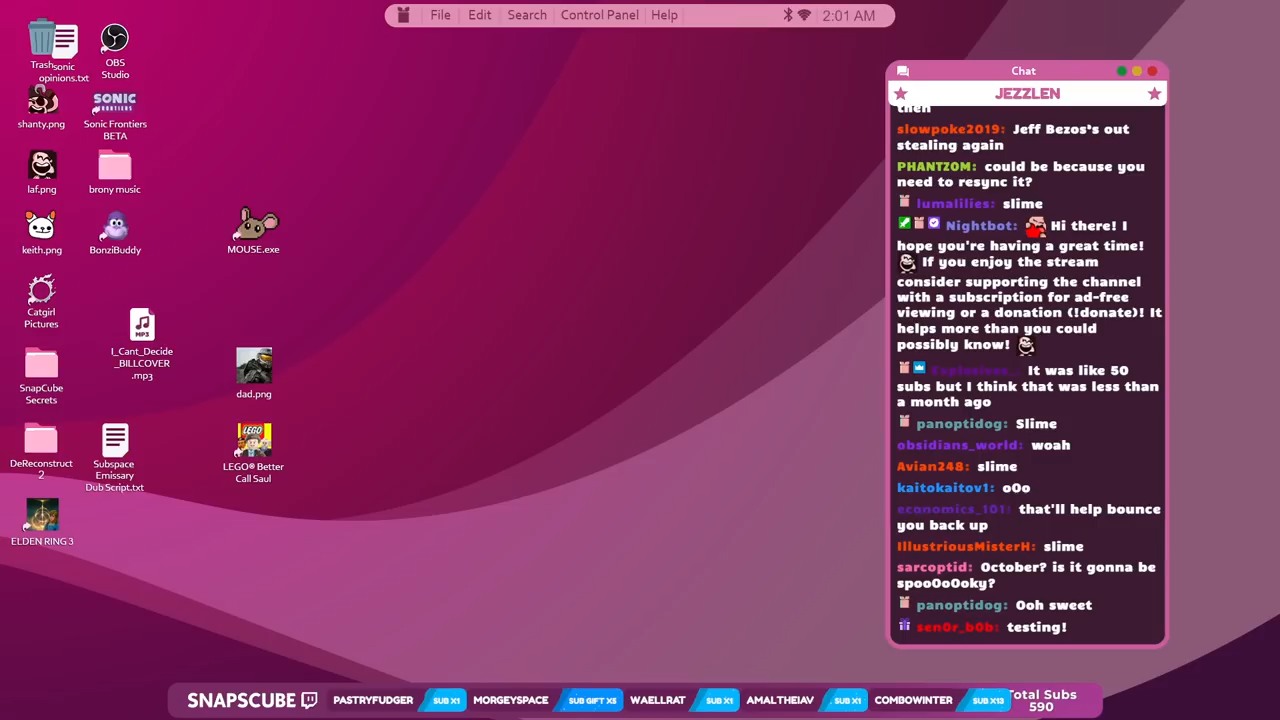 File Edit Search Control Panel Help 2:01 AM
Trash
sonic opinions.txt
OBS Studio
shanty.png
SONIC FRONTIERS
Sonic Frontiers BETA
laf.png
brony music
keith.png
BonziBuddy
MOUSE.exe
Catgirl Pictures
MP3
I_Cant_Decide
_BILLCOVER
.mp3
dad.png
SnapCube Secrets
DeReconstruct 2
Subspace Emissary Dub Script.txt
LEGO
LEGO® Better Call Saul
ELDEN RING 3
Chat
JEZZLEN
then
slowpoke2019: Jeff Bezos's out
stealing again
PHANTZOM: could be because you
need to resync it?
lumalilies: slime
Nightbot: Hi there! I
hope you're having a great time!
If you enjoy the stream
consider supporting the channel
with a subscription for ad-free
viewing or a donation (!donate)! It
helps more than you could
possibly know!
It was like 50
subs but I think that was less than
a month ago
panoptidog: Slime
obsidians_world: woah
Avian248: slime
kaitokaitov1: oOo
economics_101: that'll help bounce
you back up
IllustriousMisterH: slime
sarcoptid: October? is it gonna be
spooOoOoky?
panoptidog: Ooh sweet
sen0r_b0b: testing!
SNAPSCUBE PASTRYFUDGER SUB X1 MORGEYSPACE SUB GIFT X5 WAELLRAT SUB X1 AMALTHEIAV SUB X1 COMBOWINTER SUB X13
Total Subs
590